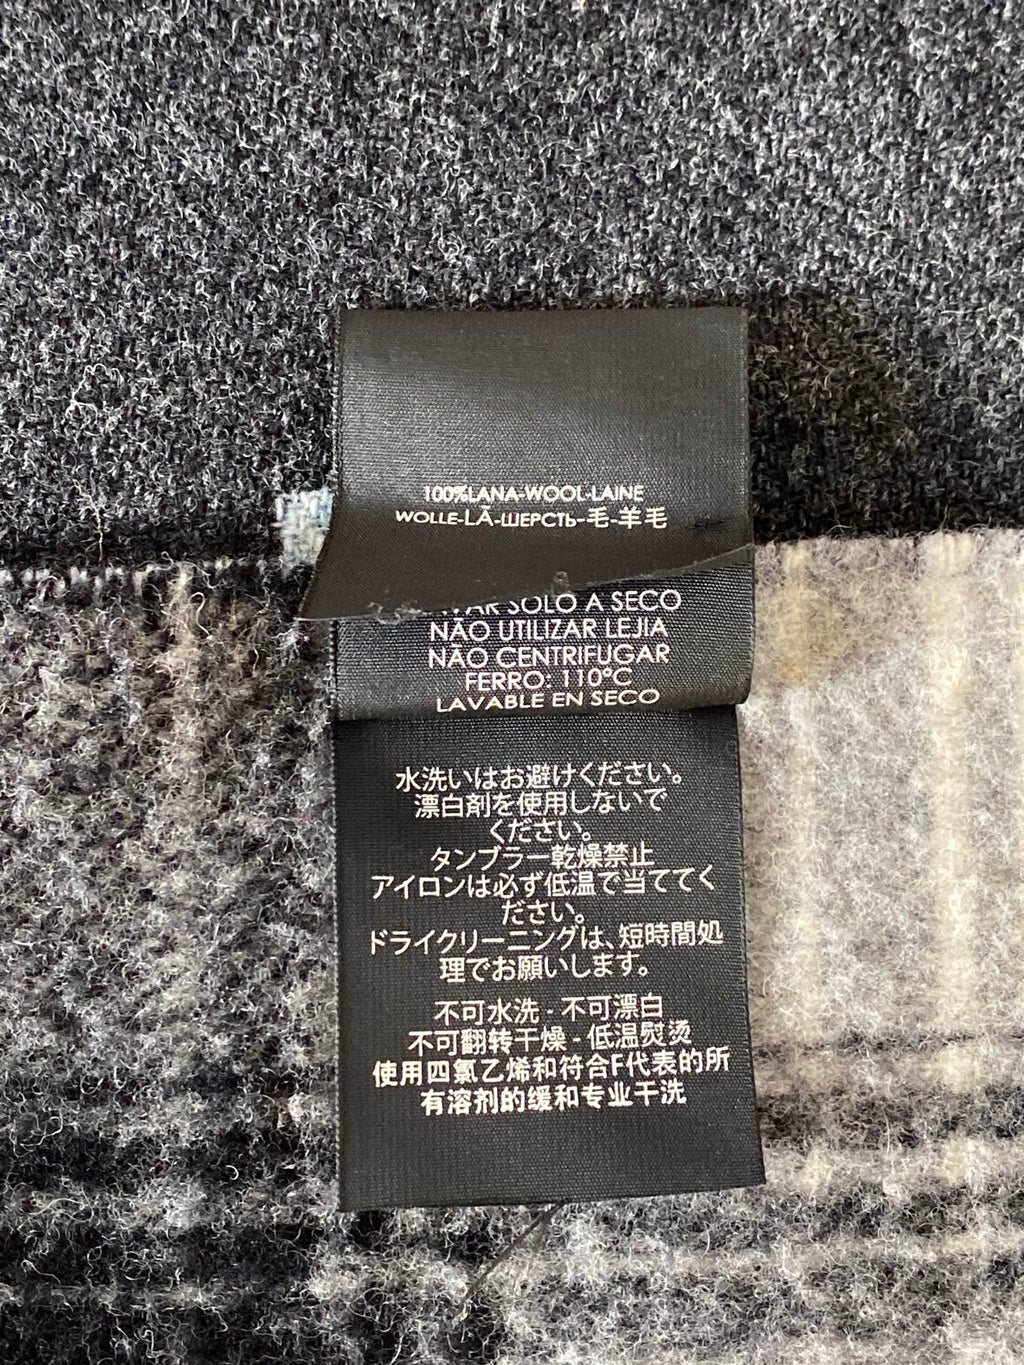 100%LANA-WOOL-LAINE
WOLLE-LÃ-ШЕРСТЬ-毛-羊毛
SOLO A SECO
NÃO UTILIZAR LEJIA
NÃO CENTRIFUGAR
FERRO: 110°C
LAVABLE EN SECO
水洗いはお避けください。
漂白剤を使用しないで
ください。
タンブラー乾燥禁止
アイロンは必ず低温で当ててく
ださい。
ドライクリーニングは、短時間処
理でお願いします。
不可水洗 - 不可漂白
不可翻转干燥 - 低温熨烫
使用四氯乙烯和符合F代表的所
有溶剂的缓和专业干洗